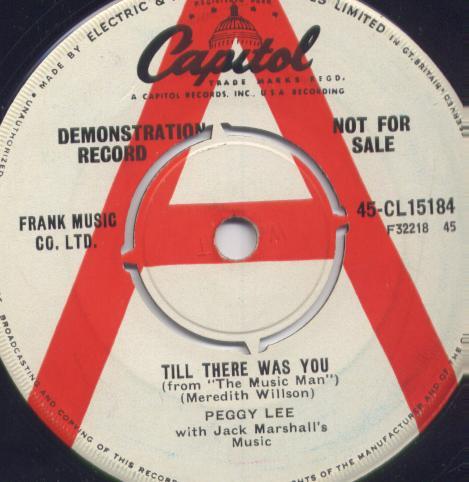 MADE BY ELECTRIC &
LIMITED IN GT. BRITAIN
Capitol
TRADE MARKS REGD.
A CAPITOL RECORDS, INC., U.S.A. RECORDING
DEMONSTRATION
RECORD
NOT FOR
SALE
FRANK MUSIC
CO. LTD.
45-CL15184
F32218 45
TILL THERE WAS YOU
(from "The Music Man")
(Meredith Willson)
PEGGY LEE
with Jack Marshall's
Music
UNAUTHORIZED
BROADCASTING AND COPYING OF THIS RECORD
RIGHTS OF THE MANUFACTURER AND OF THE